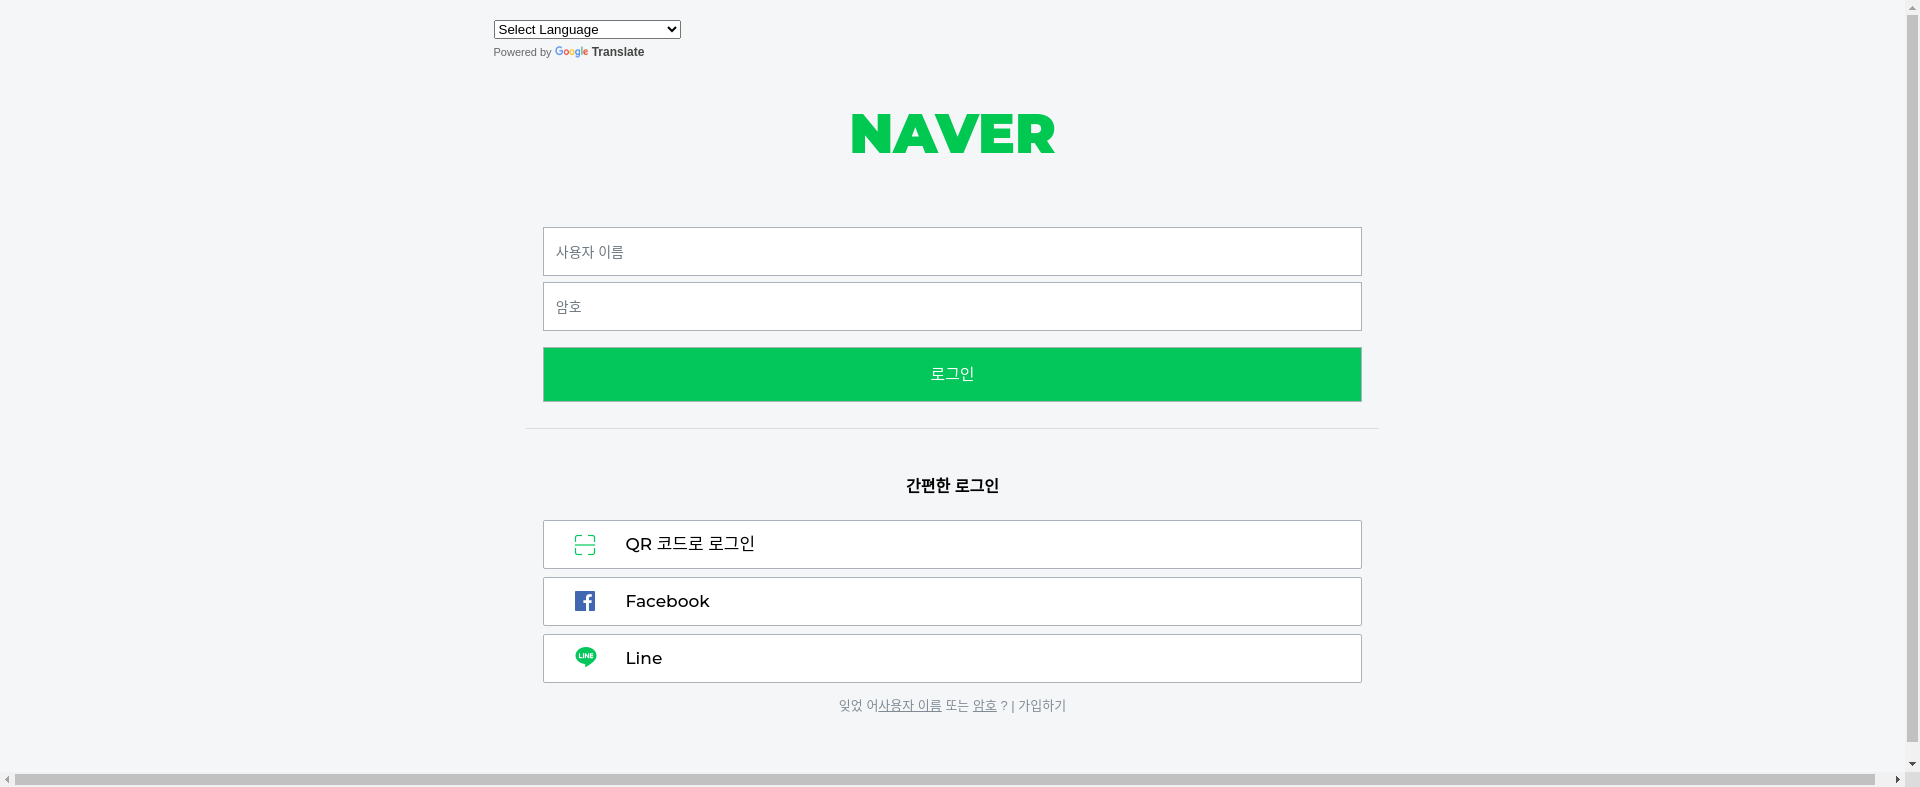 Select Language
Powered by Google Translate
NAVER
사용자 이름
암호
로그인
간편한 로그인
QR 코드로 로그인
Facebook
LINE Line
잊었 어사용자 이름 또는 암호 ? | 가입하기